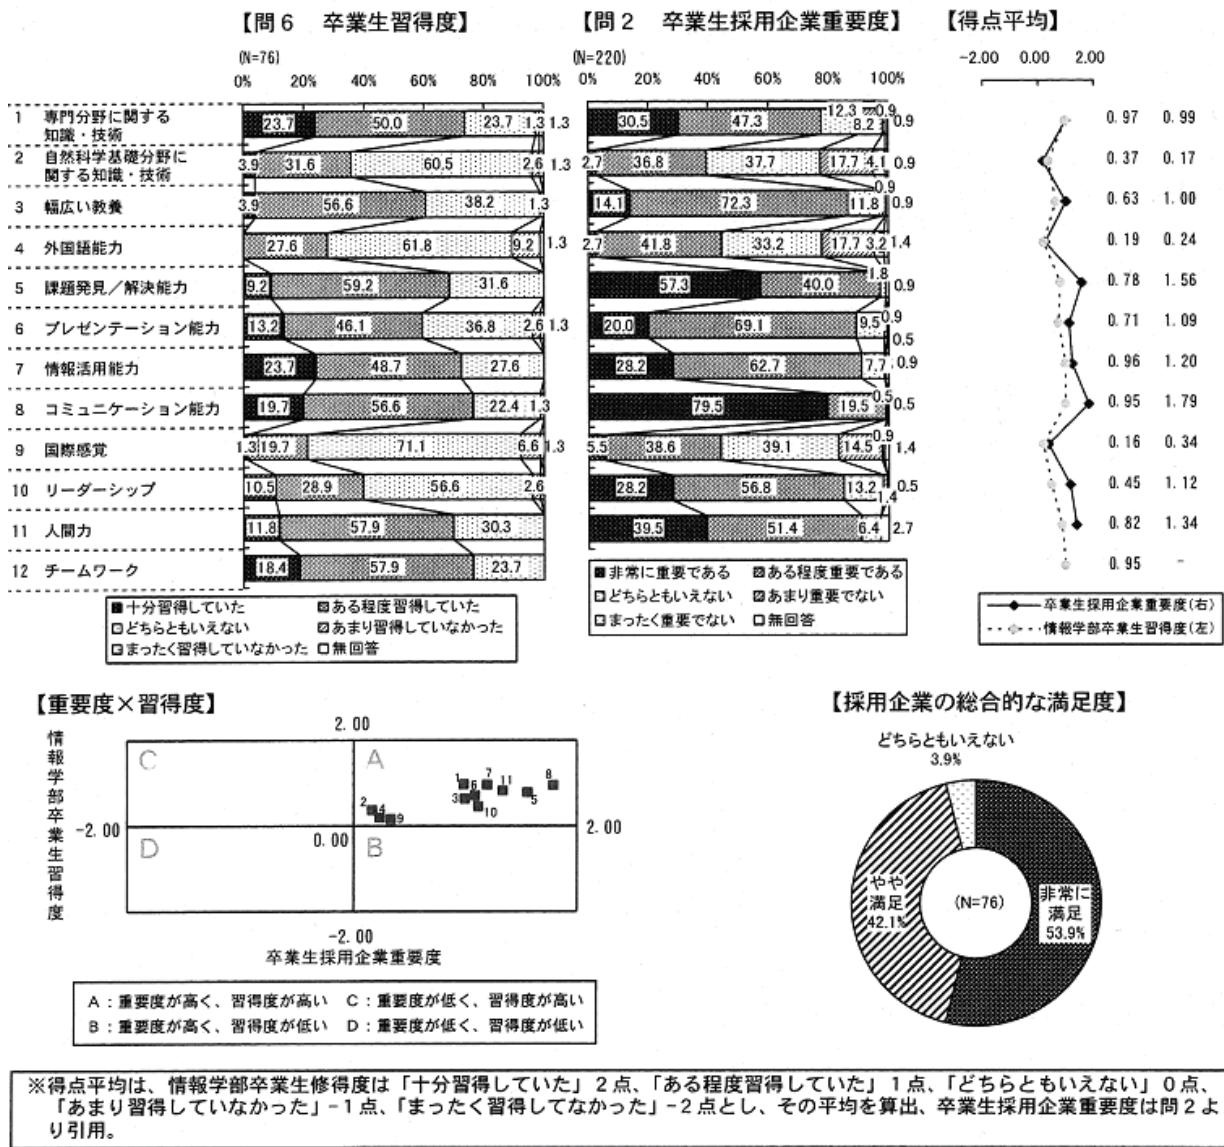 【問6 卒業生習得度】 【問2 卒業生採用企業重要度】 【得点平均】
(N=76) (N=220) -2.00 0.00 2.00
0% 20% 40% 60% 80% 100% 0% 20% 40% 60% 80% 100%
1 専門分野に関する
知識・技術
23.7 50.0 23.7 1.3 1.3 30.5 47.3 12.3 8.2 0.9 0.9 0.97 0.99
2 自然科学基礎分野に
関する知識・技術
3.9 31.6 60.5 2.6 1.3 2.7 36.8 37.7 17.7 4.1 0.9 0.37 0.17
3 幅広い教養 3.9 56.6 38.2 1.3 14.1 72.3 11.8 0.9 0.9 0.63 1.00
4 外国語能力 27.6 61.8 9.2 1.3 2.7 41.8 33.2 17.7 3.2 1.4 0.19 0.24
5 課題発見/解決能力 9.2 59.2 31.6 57.3 40.0 1.8 0.9 0.78 1.56
6 プレゼンテーション能力 13.2 46.1 36.8 2.6 1.3 20.0 69.1 9.5 0.9 0.5 0.71 1.09
7 情報活用能力 23.7 48.7 27.6 28.2 62.7 7.7 0.9 0.5 0.96 1.20
8 コミュニケーション能力 19.7 56.6 22.4 1.3 79.5 19.5 0.5 0.95 1.79
9 国際感覚 1.3 19.7 71.1 6.6 1.3 5.5 38.6 39.1 14.5 0.9 1.4 0.16 0.34
10 リーダーシップ 10.5 28.9 56.6 2.6 1.3 28.2 56.8 13.2 0.5 1.4 0.45 1.12
11 人間力 11.8 57.9 30.3 39.5 51.4 6.4 2.7 0.82 1.34
12 チームワーク 18.4 57.9 23.7 0.95 -
十分習得していた ある程度習得していた
どちらともいえない あまり習得していなかった
まったく習得していなかった 無回答
非常に重要である ある程度重要である
どちらともいえない あまり重要でない
まったく重要でない 無回答
卒業生採用企業重要度(右)
情報学部卒業生習得度(左)
【重要度×習得度】
2.00
情報学部卒業生習得度
-2.00 0.00 2.00
-2.00
C A D B
1 2 3 4 5 6 7 8 9 10 11
卒業生採用企業重要度
A:重要度が高く、習得度が高い C:重要度が低く、習得度が高い
B:重要度が高く、習得度が低い D:重要度が低く、習得度が低い
【採用企業の総合的な満足度】
どちらともいえない
3.9%
やや
満足
42.1%
(N=76)
非常に
満足
53.9%
※得点平均は、情報学部卒業生修得度は「十分習得していた」2点、「ある程度習得していた」1点、「どちらともいえない」0点、
「あまり習得していなかった」-1点、「まったく習得してなかった」-2点とし、その平均を算出、卒業生採用企業重要度は問2よ
り引用。